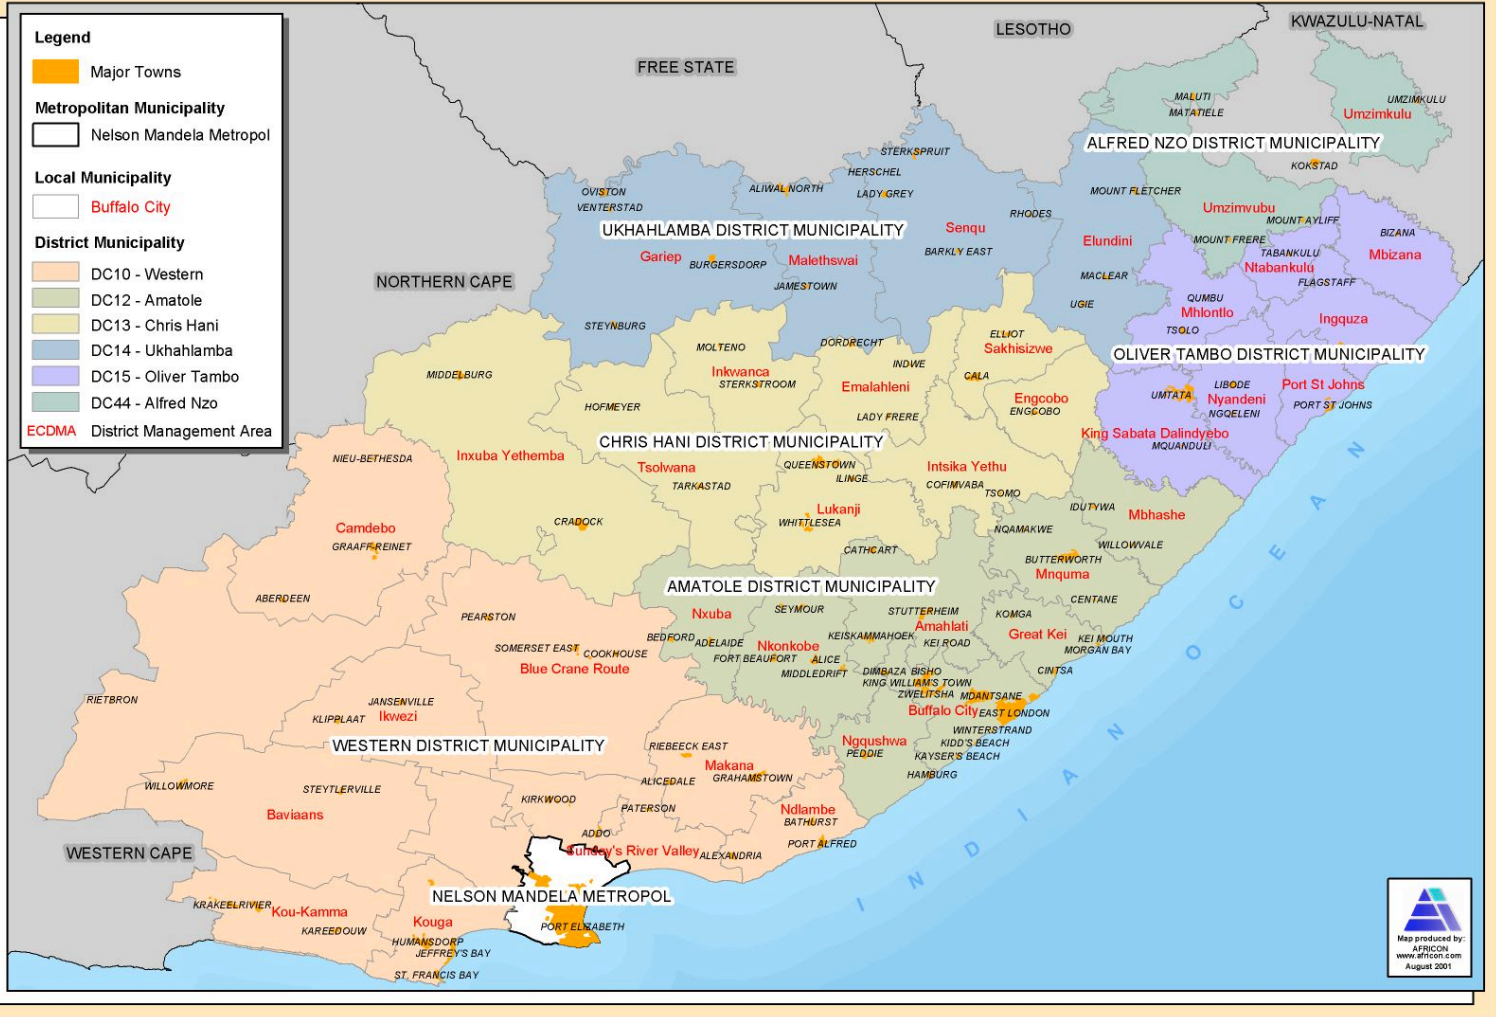 Legend
Major Towns
Metropolitan Municipality
Nelson Mandela Metropol
Local Municipality
Buffalo City
District Municipality
DC10 - Western
DC12 - Amatole
DC13 - Chris Hani
DC14 - Ukhahlamba
DC15 - Oliver Tambo
DC44 - Alfred Nzo
ECDMA District Management Area
KWAZULU-NATAL
LESOTHO
FREE STATE
NORTHERN CAPE
WESTERN CAPE
ALFRED NZO DISTRICT MUNICIPALITY
MALUTI
MATATIELE
UMZIMKULU
Umzimkulu
KOKSTAD
Umzimvubu
MOUNT AYLIFF
MOUNT FRERE
UKHAHLAMBA DISTRICT MUNICIPALITY
STERKSPRUIT
HERSCHEL
LADY GREY
ALIWAL NORTH
OVISTON
VENTERSTAD
Gariep
BURGERSDORP
Malethswai
JAMESTOWN
STEYNBURG
Senqu
RHODES
BARKLY EAST
MOUNT FLETCHER
Elundini
MACLEAR
UGIE
OLIVER TAMBO DISTRICT MUNICIPALITY
BIZANA
Mbizana
TABANKULU
Ntabankulu
FLAGSTAFF
QUMBU
Mhlontlo
TSOLO
Ingquza
UMTATA
LIBODE
Nyandeni
NGQELENI
Port St Johns
PORT ST JOHNS
King Sabata Dalindyebo
MQUANDULI
CHRIS HANI DISTRICT MUNICIPALITY
MIDDELBURG
HOFMEYER
MOLTENO
Inkwanca
STERKSTROOM
DORDRECHT
INDWE
Emalahleni
LADY FRERE
ELLIOT
Sakhisizwe
CALA
Engcobo
ENGCOBO
Inxuba Yethemba
CRADOCK
Tsolwana
TARKASTAD
QUEENSTOWN
ILINGE
Lukanji
WHITTLESEA
Intsika Yethu
COFIMVABA
TSOMO
AMATOLE DISTRICT MUNICIPALITY
CATHCART
IDUTYWA
Mbhashe
NQAMAKWE
WILLOWVALE
BUTTERWORTH
Mnquma
CENTANE
Nxuba
BEDFORD
ADELAIDE
SEYMOUR
Nkonkobe
FORT BEAUFORT
ALICE
MIDDLEDRIFT
STUTTERHEIM
Amahlati
KEISKAMMAHOEK
KEI ROAD
KOMGA
Great Kei
KEI MOUTH
MORGAN BAY
CINTSA
DIMBAZA
BISHO
KING WILLIAM'S TOWN
ZWELITSHA
MDANTSANE
Buffalo City
EAST LONDON
WINTERSTRAND
KIDD'S BEACH
KAYSER'S BEACH
Ngqushwa
PEDDIE
HAMBURG
WESTERN DISTRICT MUNICIPALITY
NIEU-BETHESDA
Camdebo
GRAAFF-REINET
ABERDEEN
PEARSTON
SOMERSET EAST
COOKHOUSE
Blue Crane Route
RIETBRON
JANSENVILLE
KLIPPLAAT
Ikwezi
WILLOWMORE
STEYTLERVILLE
Baviaans
RIEBEECK EAST
Makana
ALICEDALE
GRAHAMSTOWN
KIRKWOOD
PATERSON
Ndlambe
BATHURST
PORT ALFRED
ADDO
Sunday's River Valley
ALEXANDRIA
NELSON MANDELA METROPOL
PORT ELIZABETH
KRAKEELRIVIER
Kou-Kamma
KAREEDOUW
Kouga
HUMANSDORP
JEFFREY'S BAY
ST. FRANCIS BAY
INDIAN OCEAN
Map produced by:
AFRICON
www.africon.com
August 2001